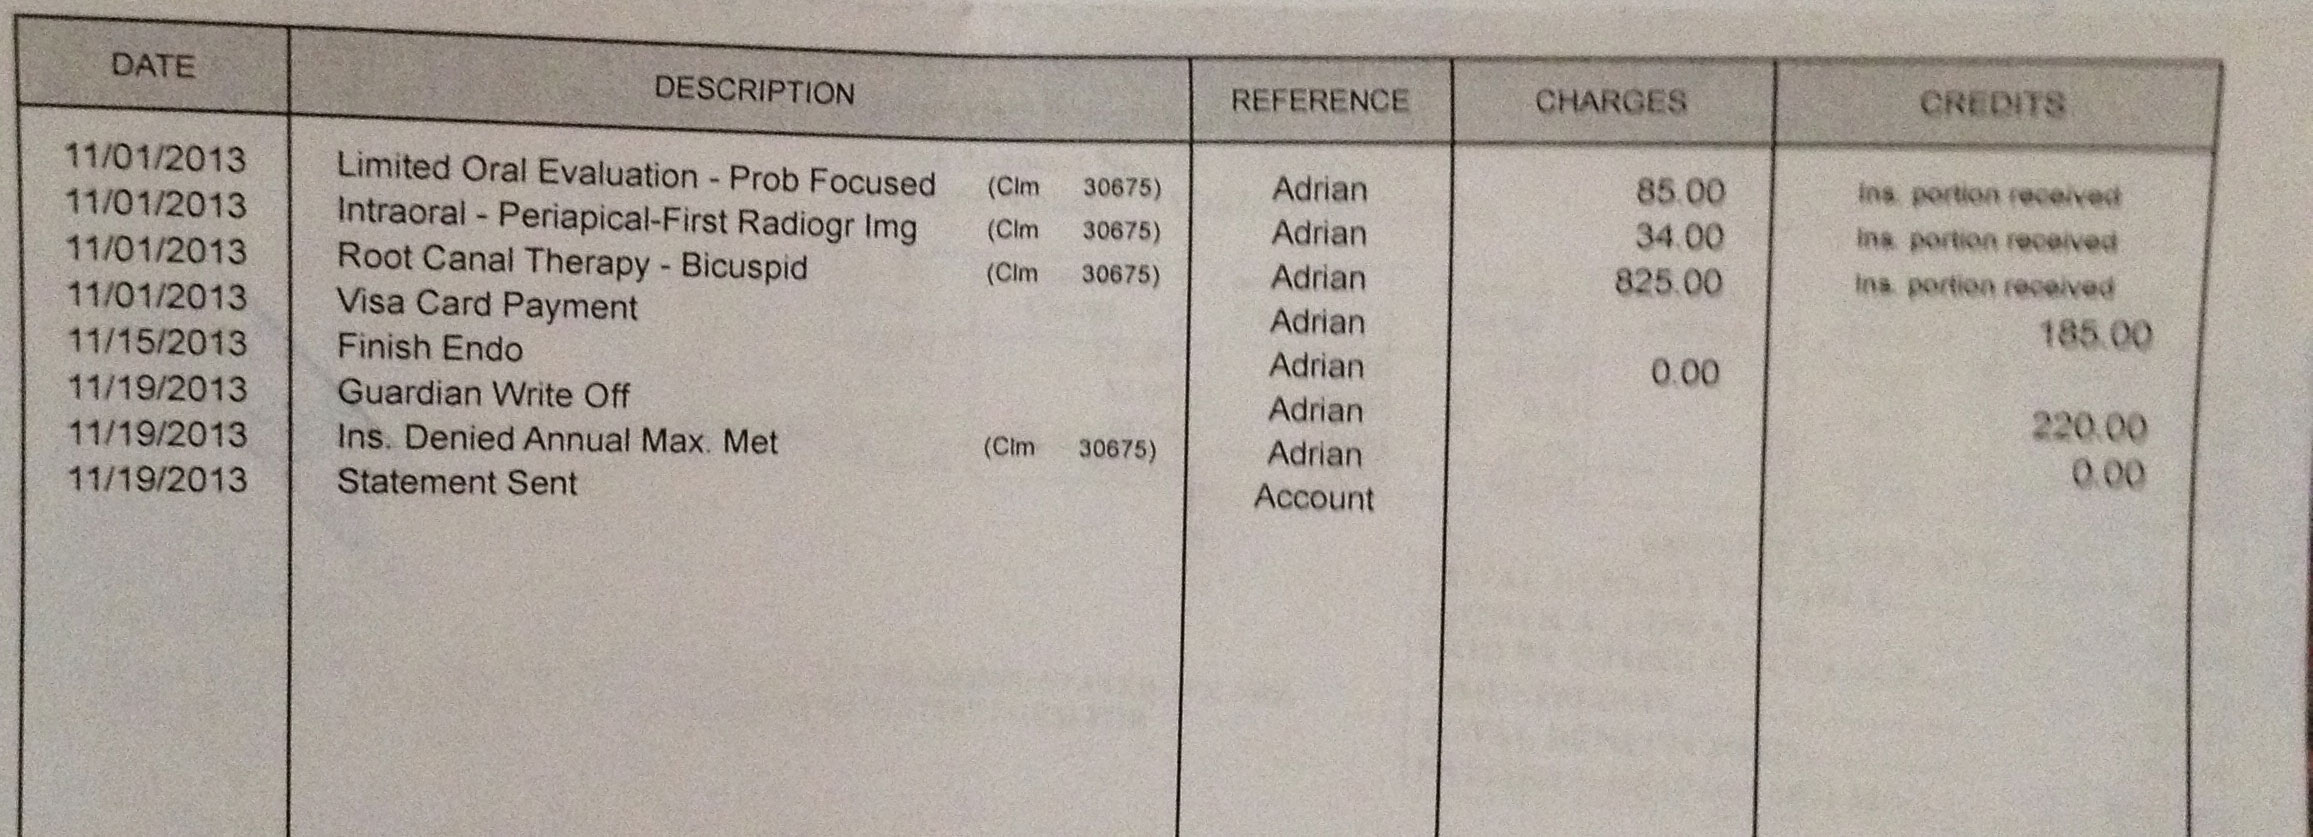 DATE DESCRIPTION REFERENCE CHARGES CREDITS
11/01/2013 Limited Oral Evaluation - Prob Focused (Clm 30675) Adrian 85.00 Ins. portion received
11/01/2013 Intraoral - Periapical-First Radiogr Img (Clm 30675) Adrian 34.00 Ins. portion received
11/01/2013 Root Canal Therapy - Bicuspid (Clm 30675) Adrian 825.00 Ins. portion received
11/01/2013 Visa Card Payment Adrian 185.00
11/15/2013 Finish Endo Adrian 0.00
11/19/2013 Guardian Write Off Adrian 220.00
11/19/2013 Ins. Denied Annual Max. Met (Clm 30675) Adrian 0.00
11/19/2013 Statement Sent Account